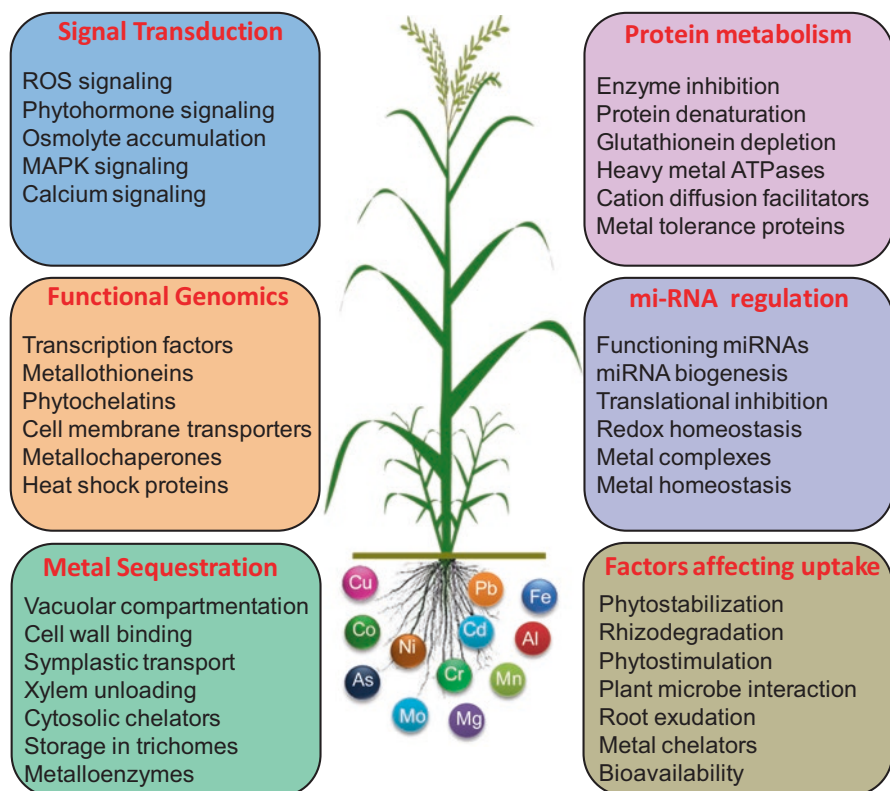 Signal Transduction
ROS signaling
Phytohormone signaling
Osmolyte accumulation
MAPK signaling
Calcium signaling
Protein metabolism
Enzyme inhibition
Protein denaturation
Glutathionein depletion
Heavy metal ATPases
Cation diffusion facilitators
Metal tolerance proteins
Functional Genomics
Transcription factors
Metallothioneins
Phytochelatins
Cell membrane transporters
Metallochaperones
Heat shock proteins
mi-RNA regulation
Functioning miRNAs
miRNA biogenesis
Translational inhibition
Redox homeostasis
Metal complexes
Metal homeostasis
Metal Sequestration
Vacuolar compartmentation
Cell wall binding
Symplastic transport
Xylem unloading
Cytosolic chelators
Storage in trichomes
Metalloenzymes
Cu
Pb
Fe
Co
Ni
Cd
Al
As
Cr
Mn
Mo
Mg
Factors affecting uptake
Phytostabilization
Rhizodegradation
Phytostimulation
Plant microbe interaction
Root exudation
Metal chelators
Bioavailability